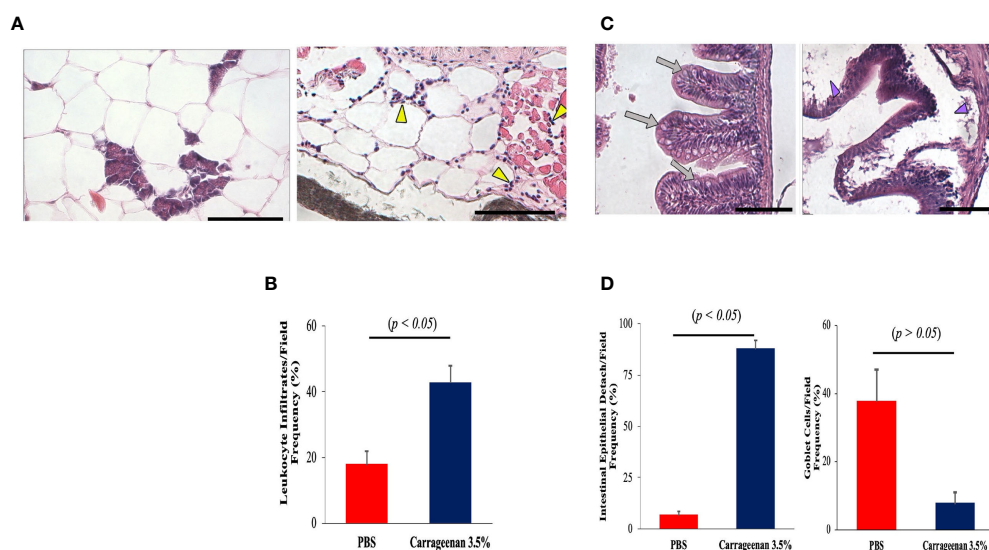 A
C
B
(p < 0.05)
Leukocyte Infiltrates/Field
Frequency (%)
60
40
20
0
PBS
Carrageenan 3.5%
D
(p < 0.05)
Intestinal Epithelial Detach/Field
Frequency (%)
100
75
50
25
0
PBS
Carrageenan 3.5%
(p > 0.05)
Goblet Cells/Field
Frequency (%)
60
40
20
0
PBS
Carrageenan 3.5%